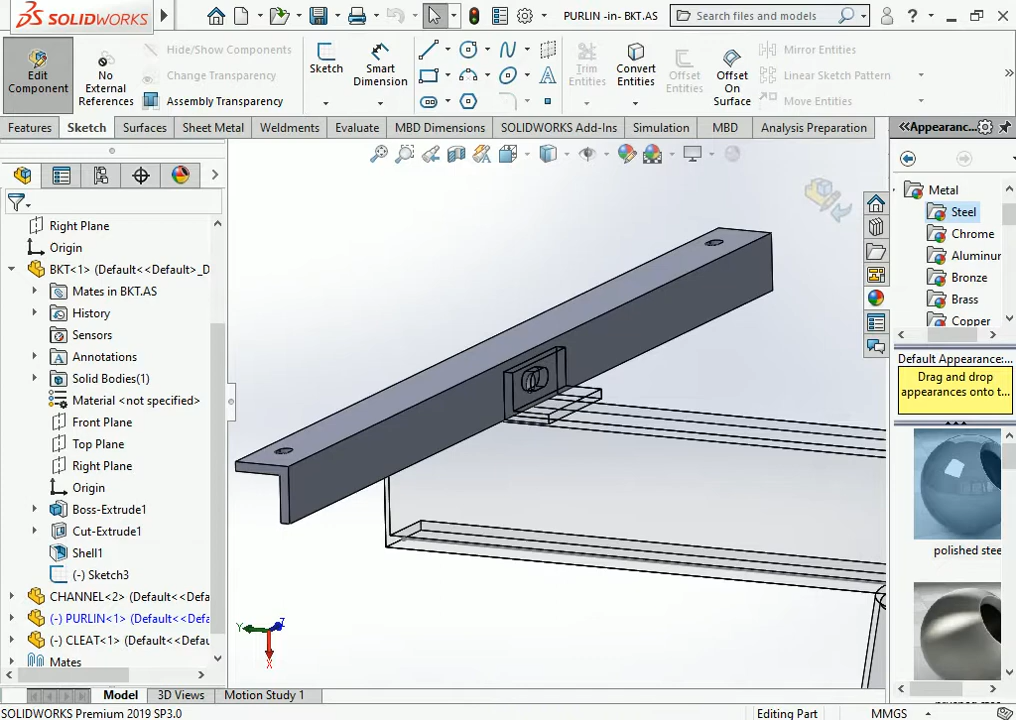 SOLIDWORKS
PURLIN -in- BKT.AS
Search files and models
Edit
Component
No
External
References
Hide/Show Components
Change Transparency
Assembly Transparency
Sketch
Smart
Dimension
Trim
Entities
Convert
Entities
Offset
Entities
Offset
On
Surface
Mirror Entities
Linear Sketch Pattern
Move Entities
Features
Sketch
Surfaces
Sheet Metal
Weldments
Evaluate
MBD Dimensions
SOLIDWORKS Add-Ins
Simulation
MBD
Analysis Preparation
«Appearanc...
Right Plane
Origin
BKT<1> (Default<<Default>_D
Mates in BKT.AS
History
Sensors
Annotations
Solid Bodies(1)
Material <not specified>
Front Plane
Top Plane
Right Plane
Origin
Boss-Extrude1
Cut-Extrude1
Shell1
(-) Sketch3
CHANNEL<2> (Default<<Def
(-) PURLIN<1> (Default<<Defa
(-) CLEAT<1> (Default<<Defau
Mates
Metal
Steel
Chrome
Aluminun
Bronze
Brass
Copper
Default Appearance:...
Drag and drop
appearances onto t...
polished stee
Y
Z
X
Model
3D Views
Motion Study 1
SOLIDWORKS Premium 2019 SP3.0
Editing Part
MMGS